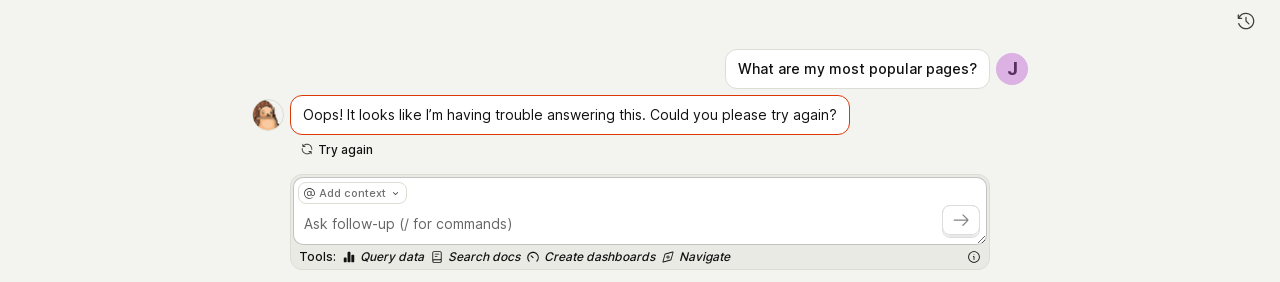 What are my most popular pages?
J
Oops! It looks like I’m having trouble answering this. Could you please try again?
Try again
@ Add context
Ask follow-up (/ for commands)
Tools: Query data Search docs Create dashboards Navigate